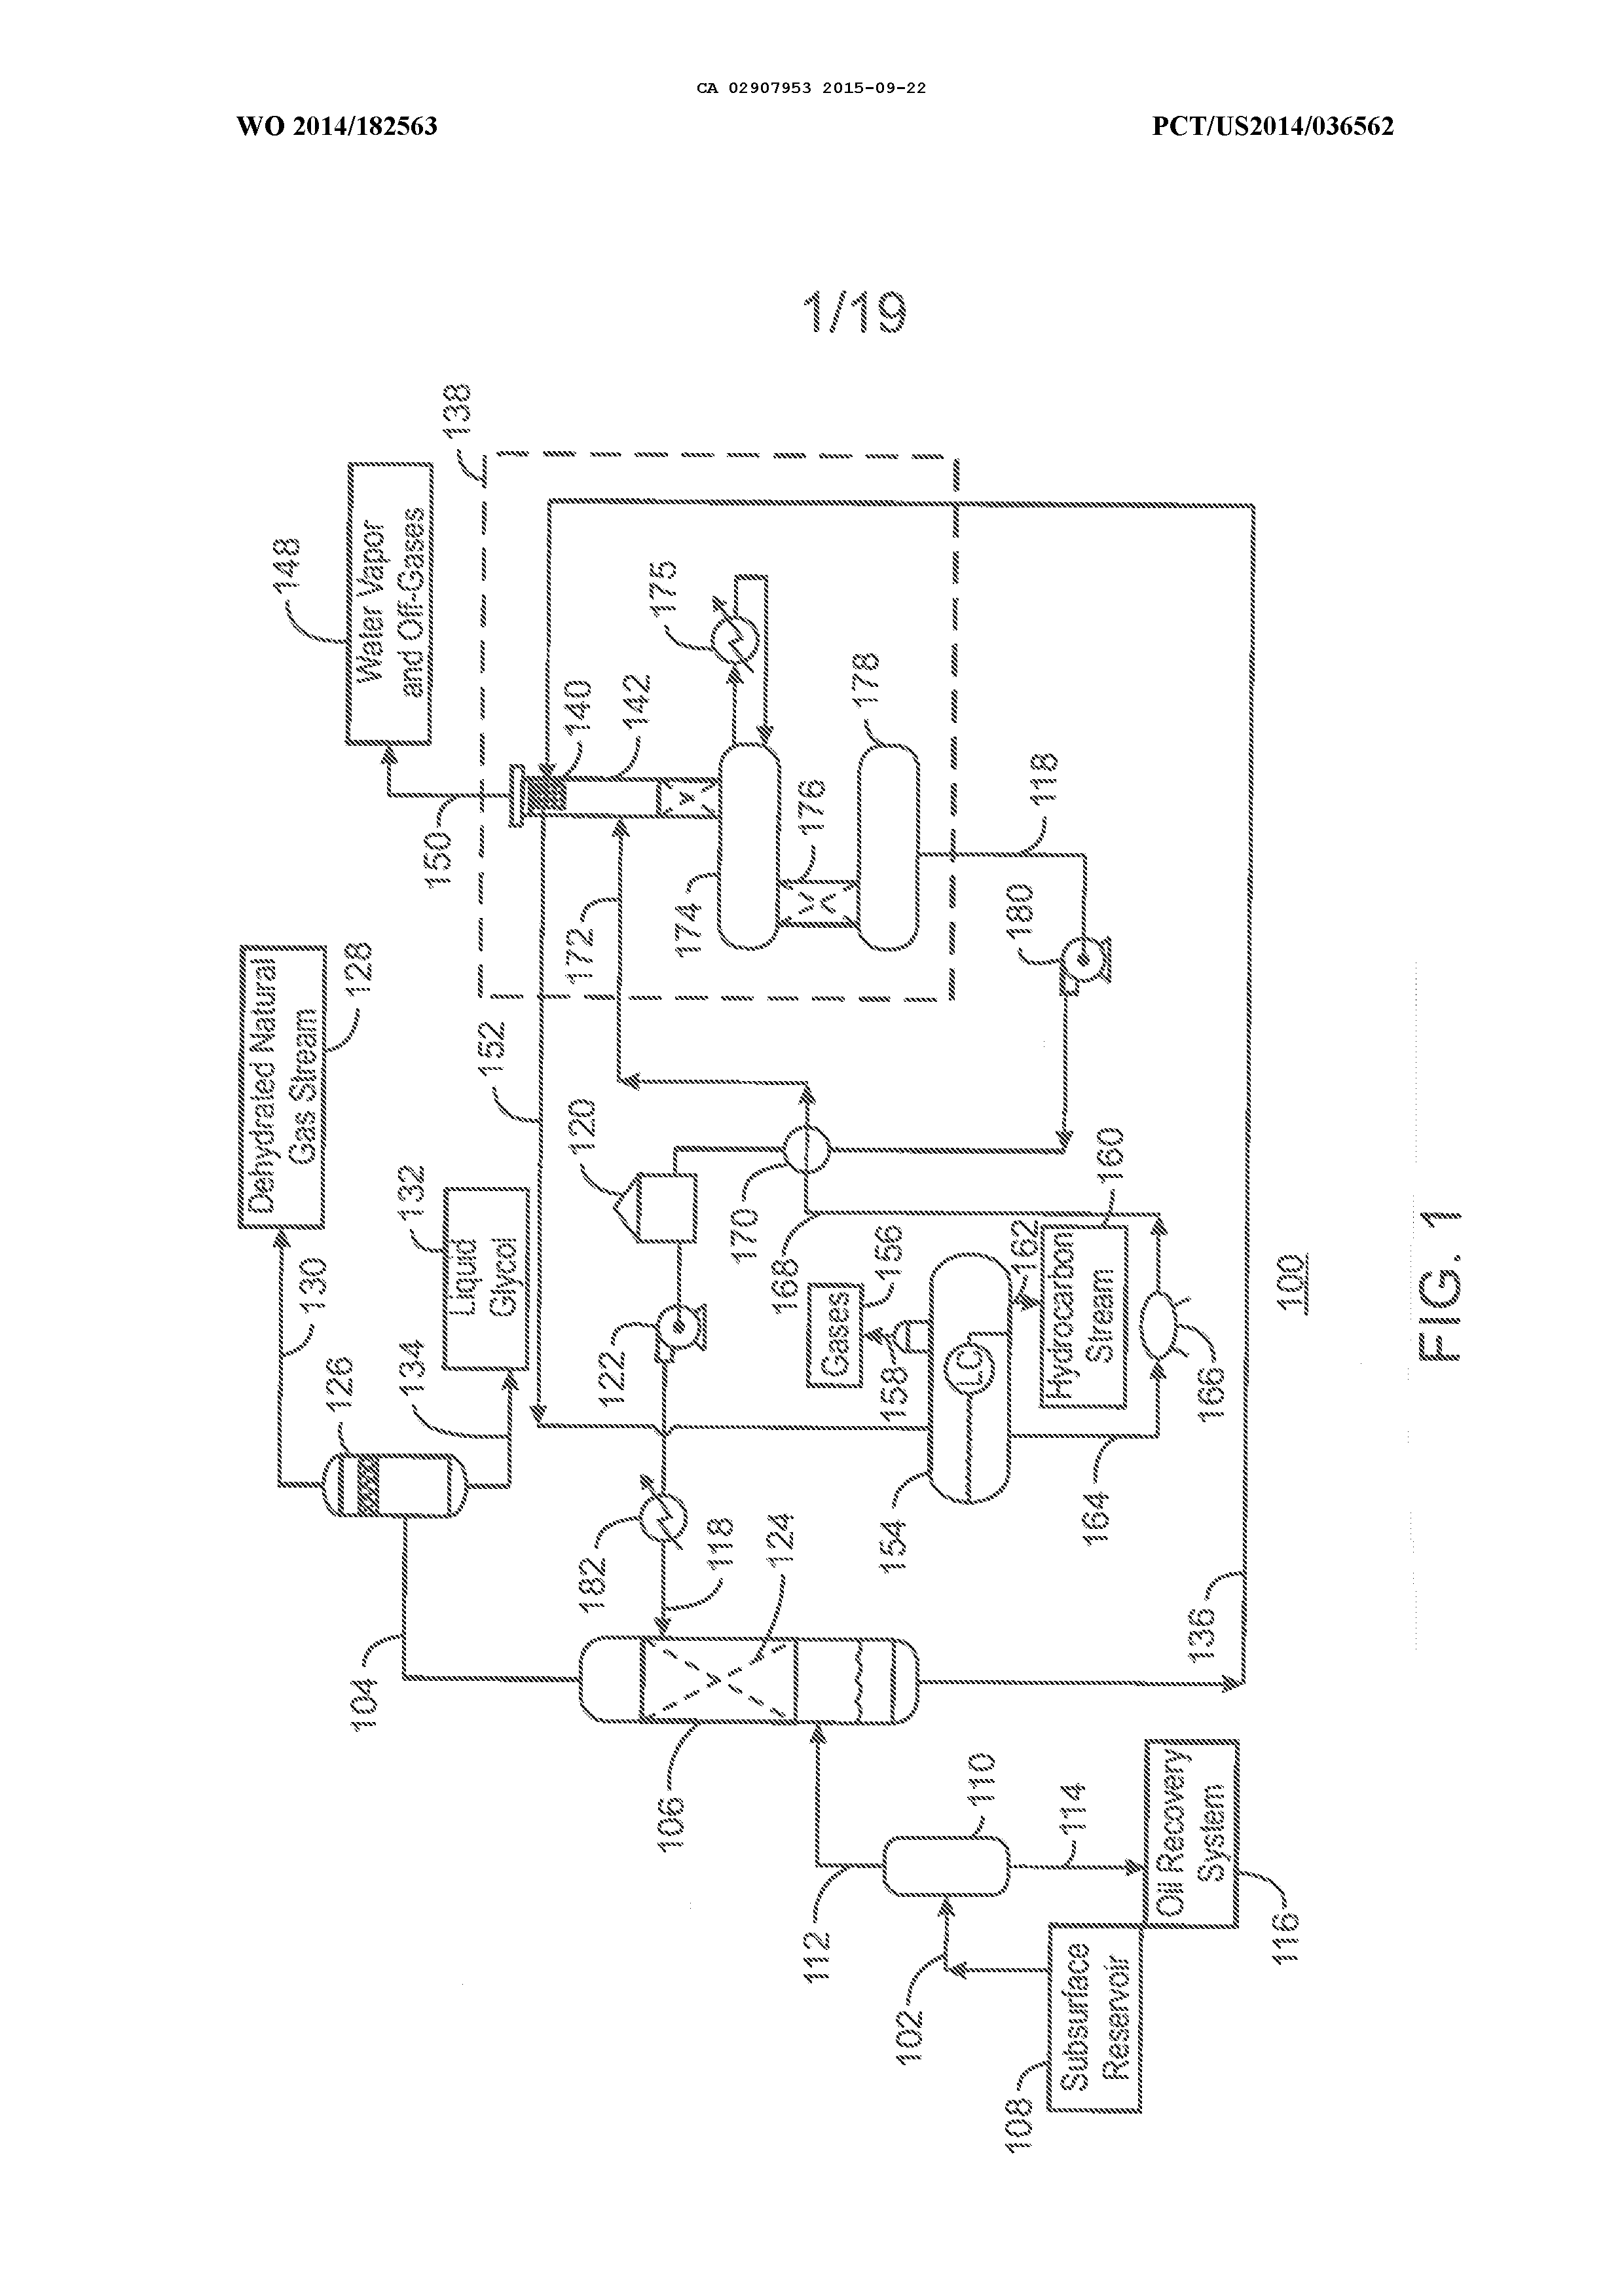 CA 02907953 2015-09-22
WO 2014/182563
PCT/US2014/036562
1/19
138
148
Water Vapor
and Off-Gases
150
175
140
142
178
176
174
172
118
180
Dehydrated Natural
Gas Stream
128
130
152
132
Liquid
Glycol
134
120
126
122
170
168
Gases
156
158
LC
162
Hydrocarbon
Stream
160
154
164
166
182
118
124
104
106
136
110
112
114
Oil Recovery
System
116
102
Subsurface
Reservoir
108
100
FIG. 1